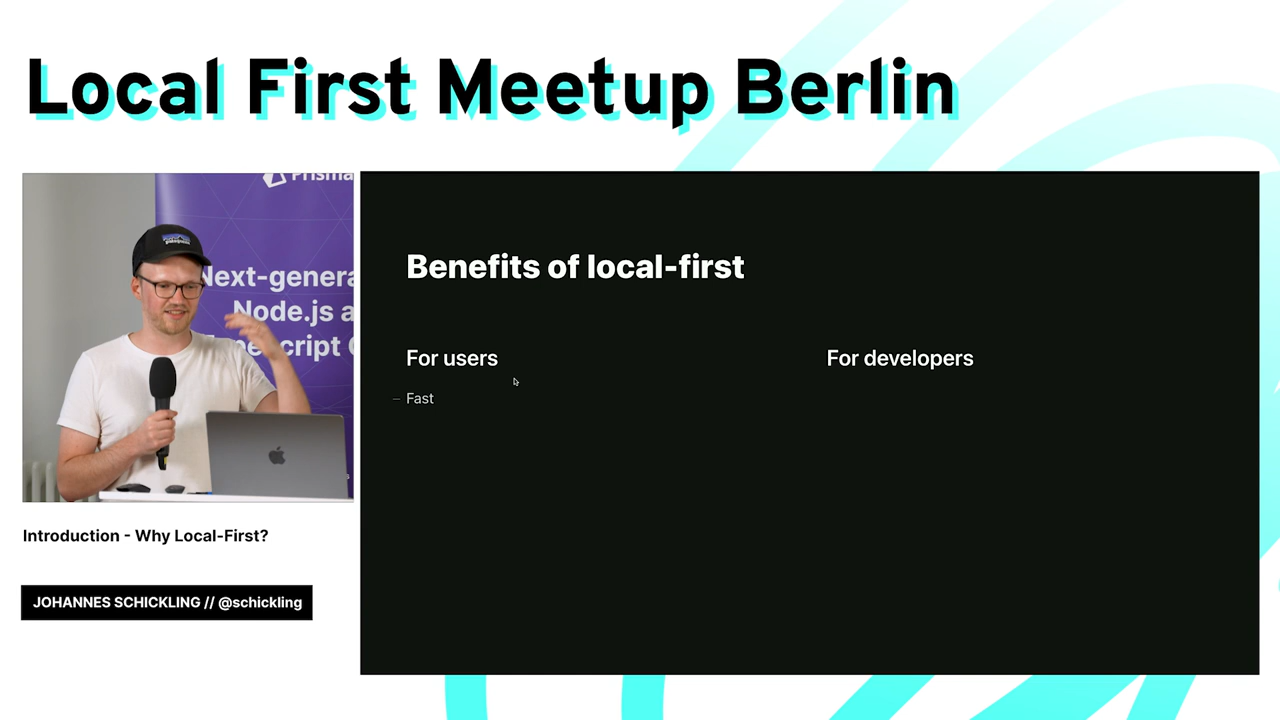 Local First Meetup Berlin
Prisma
Next-genera
Node.js a
Benefits of local-first
For users
For developers
– Fast
Introduction - Why Local-First?
JOHANNES SCHICKLING // @schickling